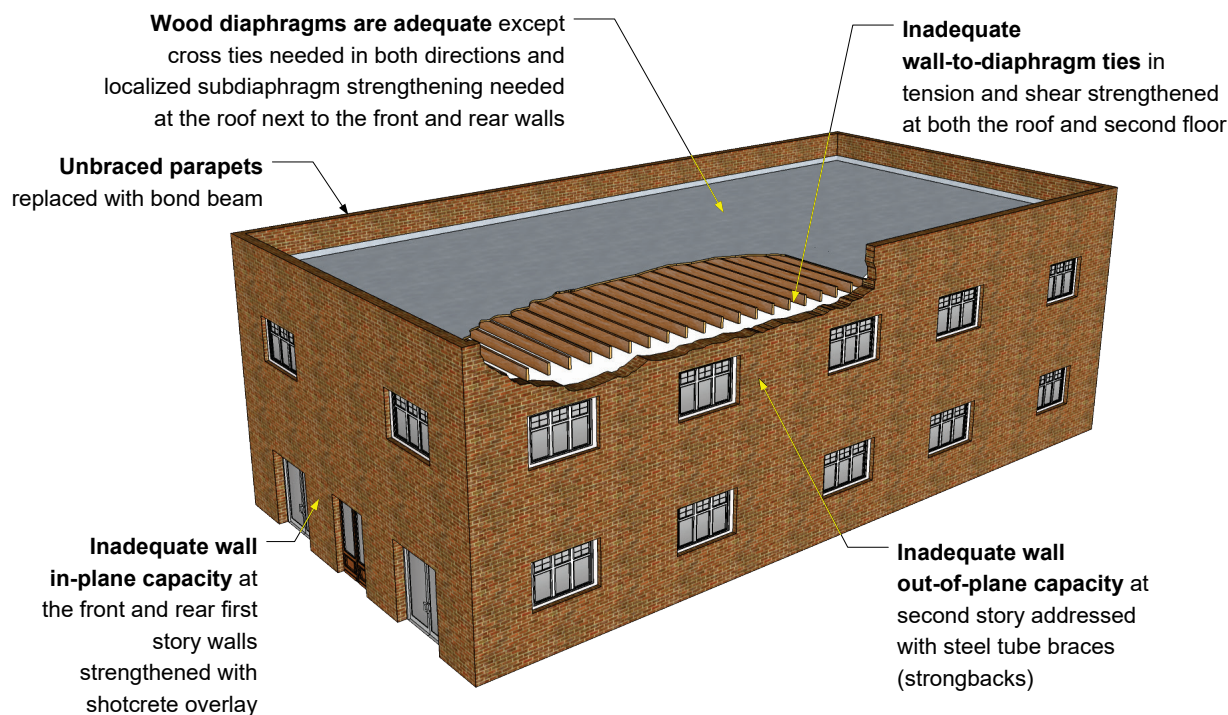 Wood diaphragms are adequate except
cross ties needed in both directions and
localized subdiaphragm strengthening needed
at the roof next to the front and rear walls
Inadequate
wall-to-diaphragm ties in
tension and shear strengthened
at both the roof and second floor
Unbraced parapets
replaced with bond beam
Inadequate wall
in-plane capacity at
the front and rear first
story walls
strengthened with
shotcrete overlay
Inadequate wall
out-of-plane capacity at
second story addressed
with steel tube braces
(strongbacks)